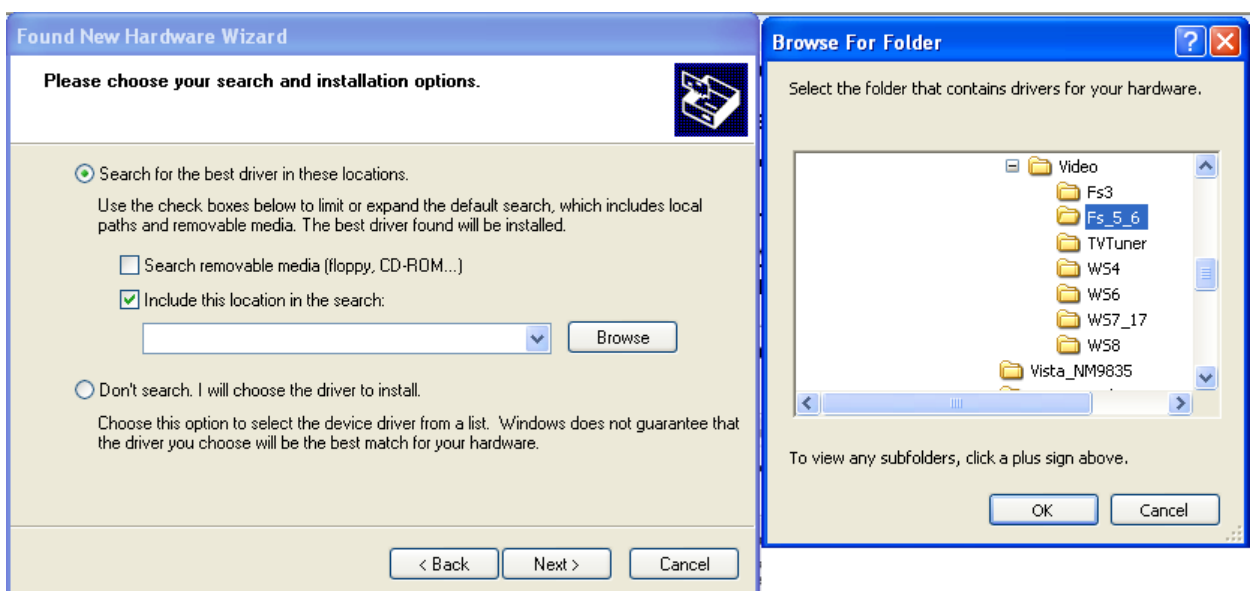 Found New Hardware Wizard
Please choose your search and installation options.
Search for the best driver in these locations.
Use the check boxes below to limit or expand the default search, which includes local
paths and removable media. The best driver found will be installed.
Search removable media (floppy, CD-ROM...)
Include this location in the search:
Browse
Don't search. I will choose the driver to install.
Choose this option to select the device driver from a list. Windows does not guarantee that
the driver you choose will be the best match for your hardware.
< Back
Next >
Cancel
Browse For Folder
Select the folder that contains drivers for your hardware.
Video
Fs3
Fs_5_6
TVTuner
WS4
WS6
WS7_17
WS8
Vista_NM9835
To view any subfolders, click a plus sign above.
OK
Cancel